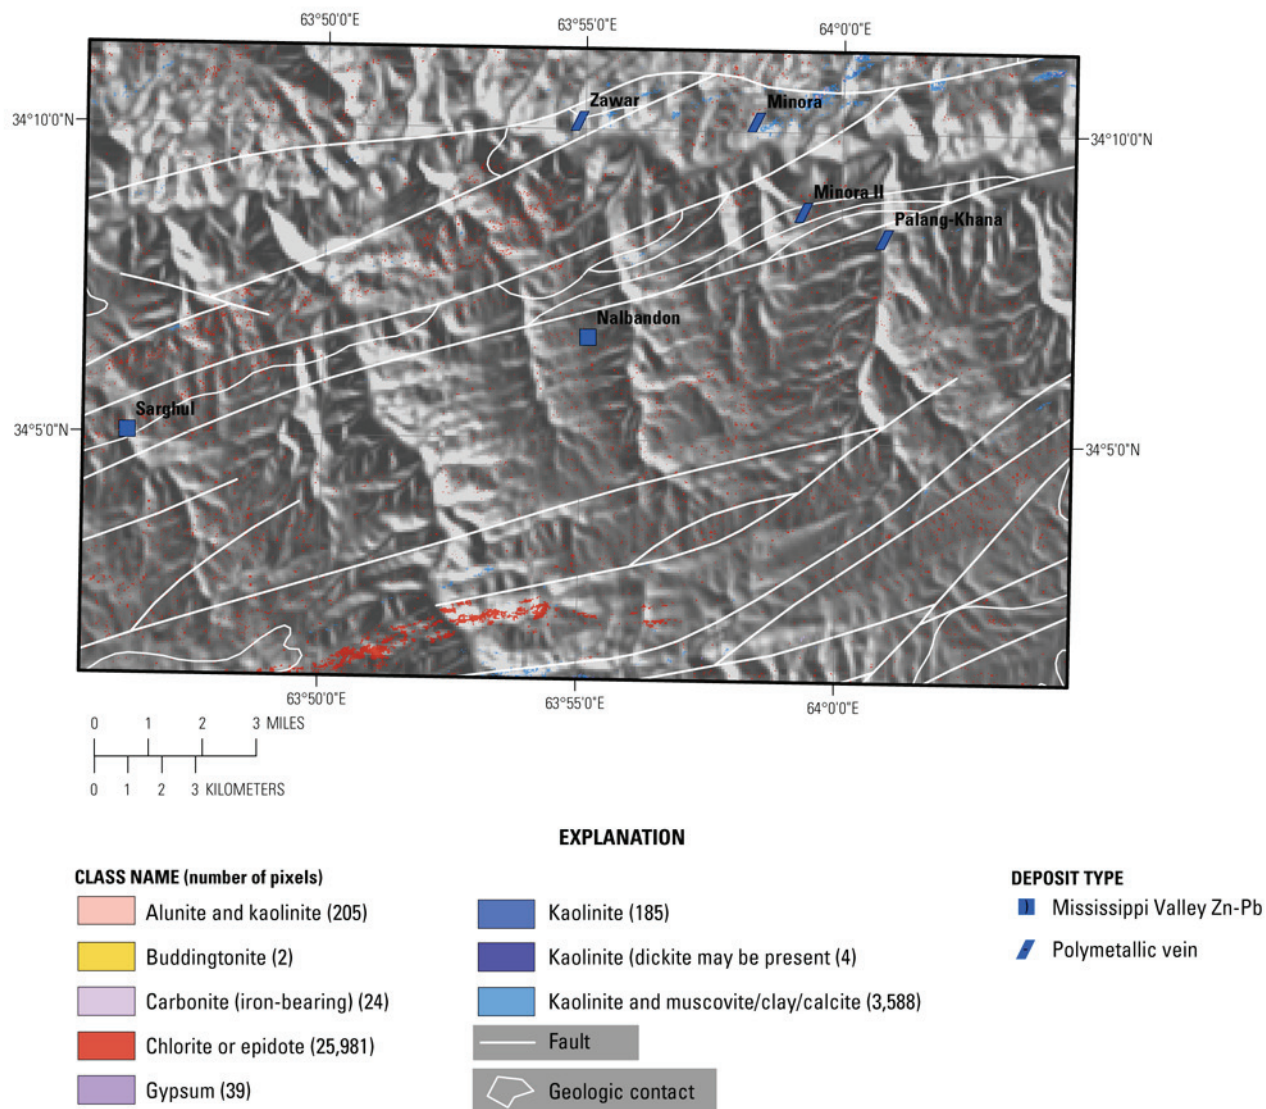 63°50'0"E
63°55'0"E
64°0'0"E
34°10'0"N
34°10'0"N
Zawar
Minora
Minora II
Palang-Khana
Nalbandon
Sarghul
34°5'0"N
34°5'0"N
63°50'0"E
63°55'0"E
64°0'0"E
0 1 2 3 MILES
0 1 2 3 KILOMETERS
EXPLANATION
CLASS NAME (number of pixels)
Alunite and kaolinite (205)
Buddingtonite (2)
Carbonite (iron-bearing) (24)
Chlorite or epidote (25,981)
Gypsum (39)
Kaolinite (185)
Kaolinite (dickite may be present (4)
Kaolinite and muscovite/clay/calcite (3,588)
Fault
Geologic contact
DEPOSIT TYPE
Mississippi Valley Zn-Pb
Polymetallic vein